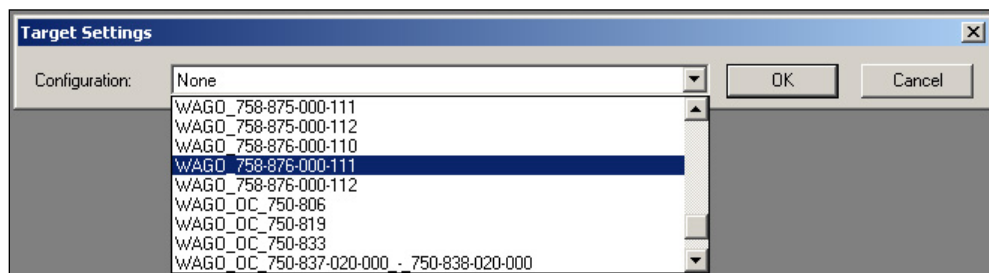 Target Settings
Configuration: None OK Cancel
WAGO_758-875-000-111
WAGO_758-875-000-112
WAGO_758-876-000-110
WAGO_758-876-000-111
WAGO_758-876-000-112
WAGO_OC_750-806
WAGO_OC_750-819
WAGO_OC_750-833
WAGO_OC_750-837-020-000_-_750-838-020-000